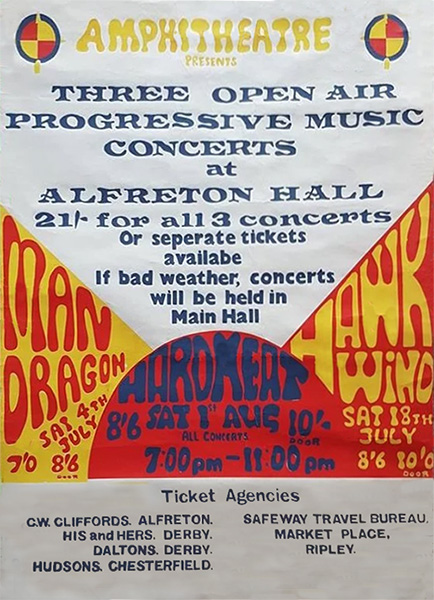 AMPHITHEATRE
PRESENTS
THREE OPEN AIR
PROGRESSIVE MUSIC
CONCERTS
at
ALFRETON HALL
21/- for all 3 concerts
Or seperate tickets
availabe
If bad weather, concerts
will be held in
Main Hall
MAN
DRAGON
SAT 4TH
JULY
7'0 8'6
DOOR
HARDMEAT
8'6 SAT 1ST AUG 10'-
DOOR
ALL CONCERTS
7:00pm-11:00pm
HAWK
WIND
SAT 18TH
JULY
8'6 10'0
DOOR
Ticket Agencies
C.W. CLIFFORDS. ALFRETON.
HIS and HERS. DERBY.
DALTONS. DERBY.
HUDSONS. CHESTERFIELD.
SAFEWAY TRAVEL BUREAU.
MARKET PLACE,
RIPLEY.